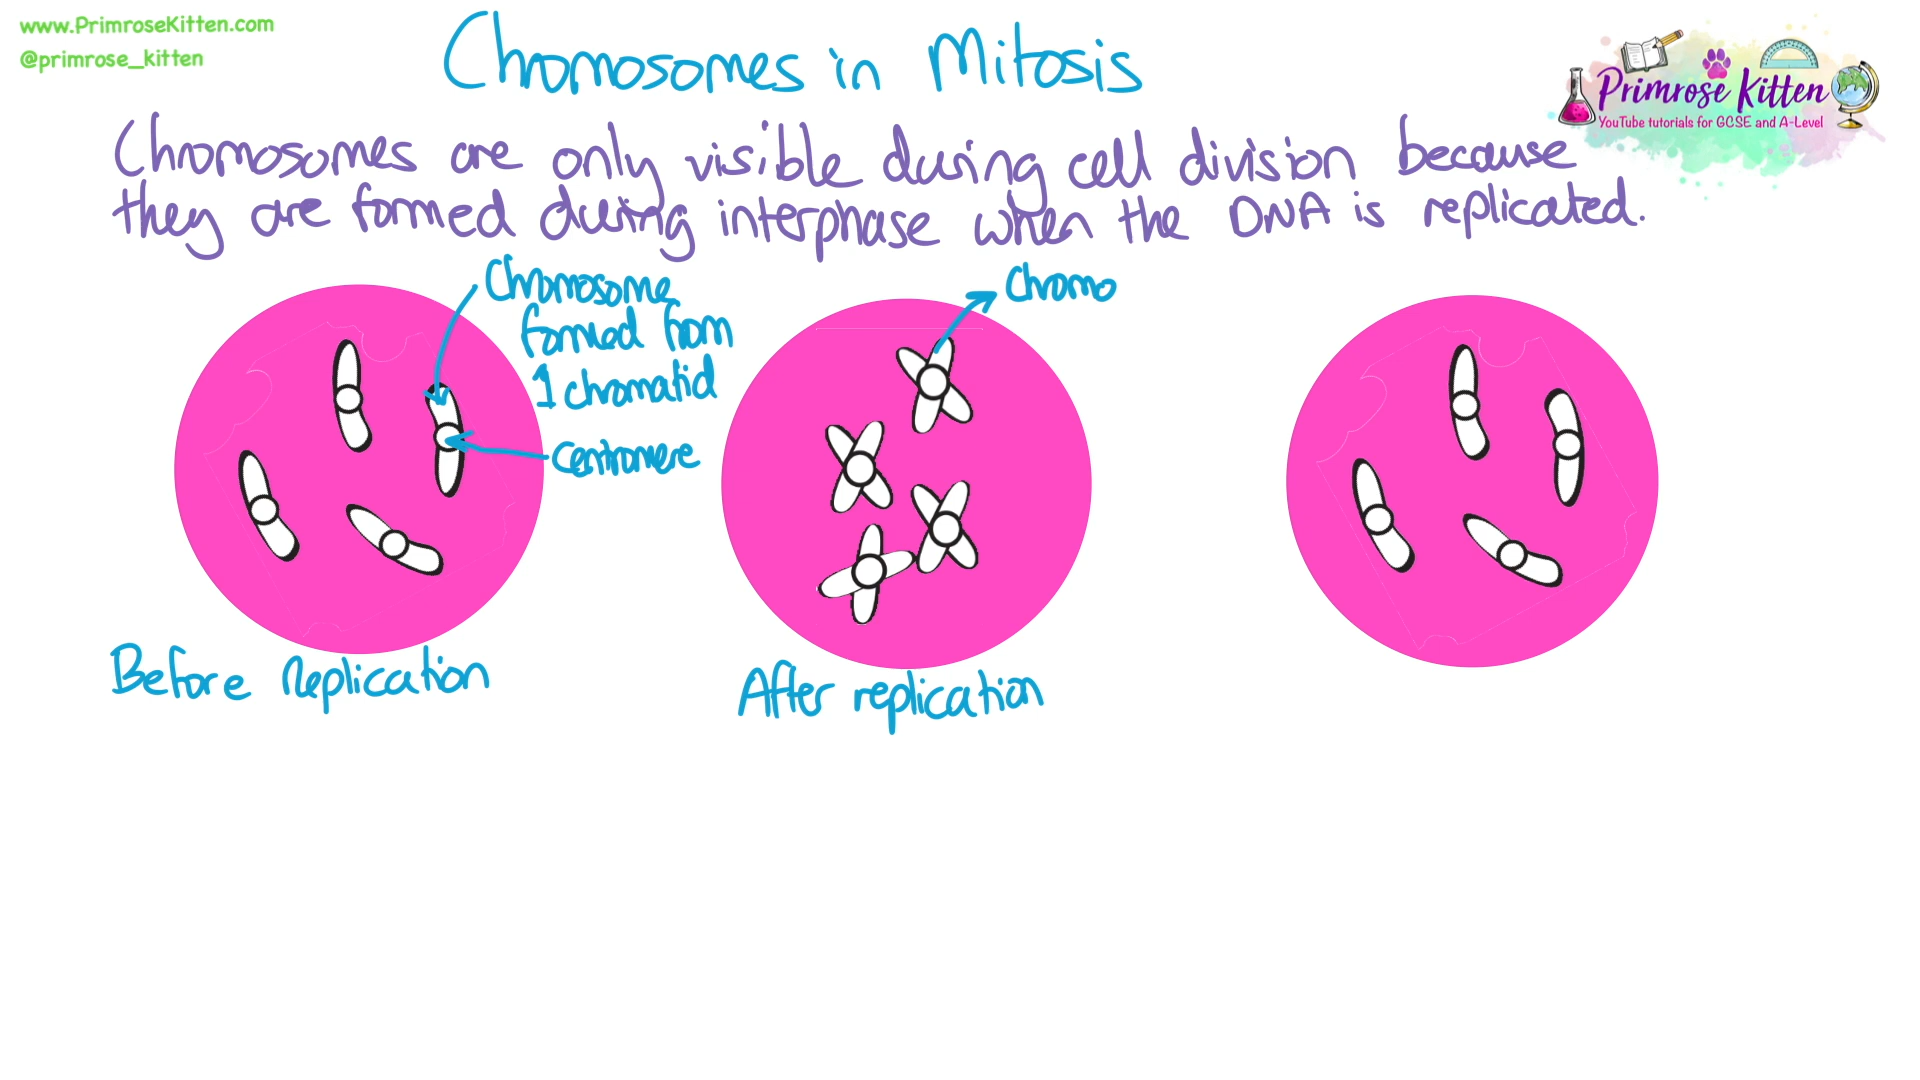 www.PrimroseKitten.com
@primrose_kitten
Chromosomes in Mitosis
Primrose Kitten
YouTube tutorials for GCSE and A-Level
Chromosomes are only visible during cell division because
they are formed during interphase when the DNA is replicated.
Chromosome
formed from
1 chromatid
centromere
Chromo
Before Replication
After replication